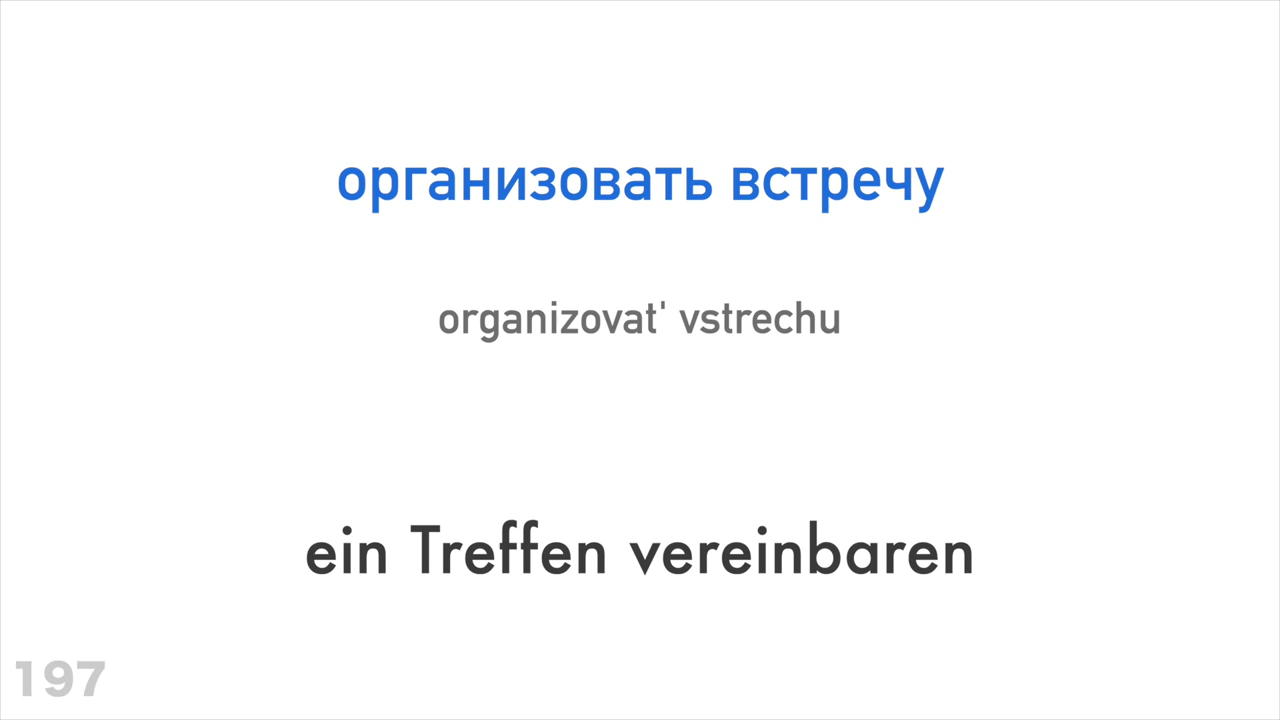 организовать встречу
organizovat' vstrechu
ein Treffen vereinbaren
197